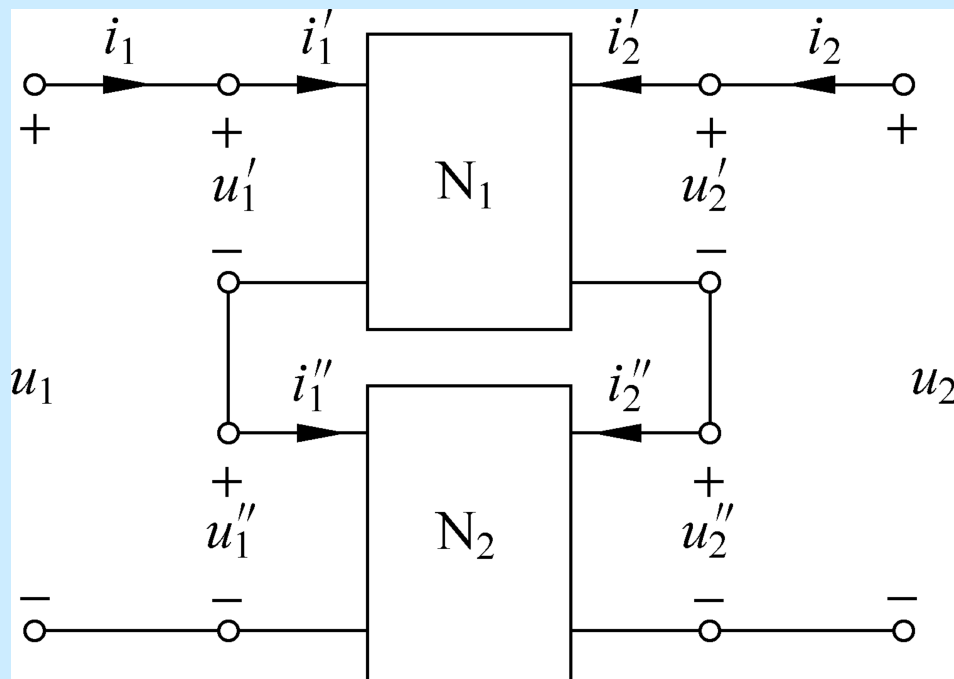 i₁ i₁′ i₂′ i₂
+ + + +
u₁′ N₁ u₂′
− −
u₁ i₁″ i₂″ u₂
+ +
u₁″ N₂ u₂″
− − − −